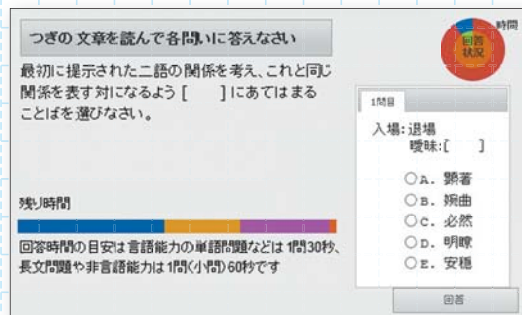 つぎの文章を読んで各問いに答えなさい
時間
回答
状況
最初に提示された二語の関係を考え、これと同じ
関係を表す対になるよう [　　] にあてはまる
ことばを選びなさい。
残り時間
回答時間の目安は言語能力の単語問題などは1問30秒、
長文問題や非言語能力は1問(小問)60秒です
1問目
入場:退場
曖昧:[　　]
○A. 顕著
○B. 婉曲
○C. 必然
○D. 明瞭
○E. 安穏
回答